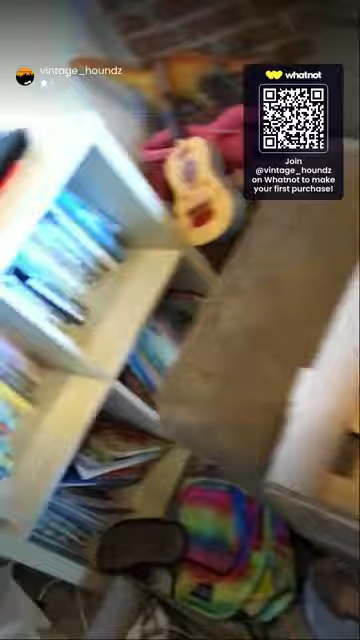 vintage_houndz
whatnot
Join
@vintage_houndz
on Whatnot to make
your first purchase!